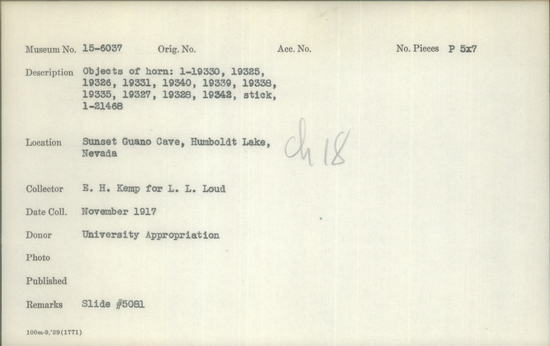 Museum No. 15-6037 Orig. No. Acc. No. No. Pieces P 5x7
Description Objects of horn: 1-19330, 19325,
19326, 19331, 19340, 19339, 19338,
19335, 19327, 19328, 19342, stick,
1-21468
Location Sunset Guano Cave, Humboldt Lake,
Nevada
ch 18
Collector E. H. Kemp for L. L. Loud
Date Coll. November 1917
Donor University Appropriation
Photo
Published
Remarks Slide #5081
100m-9,'39(1771)